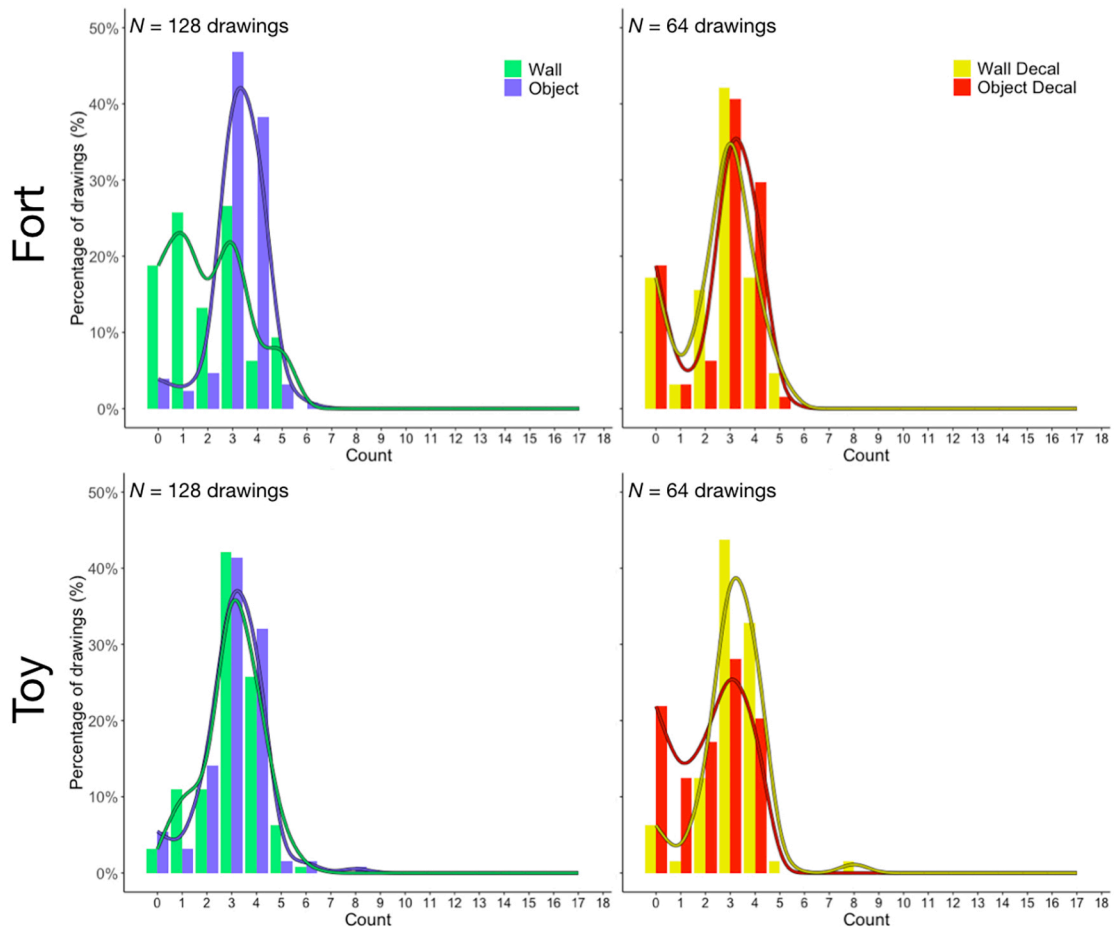 N = 128 drawings
N = 64 drawings
50%
40%
30%
20%
10%
0%
Percentage of drawings (%)
Wall
Object
Wall Decal
Object Decal
Fort
0 1 2 3 4 5 6 7 8 9 10 11 12 13 14 15 16 17 18
Count
0 1 2 3 4 5 6 7 8 9 10 11 12 13 14 15 16 17 18
Count
N = 128 drawings
N = 64 drawings
50%
40%
30%
20%
10%
0%
Percentage of drawings (%)
Toy
0 1 2 3 4 5 6 7 8 9 10 11 12 13 14 15 16 17 18
Count
0 1 2 3 4 5 6 7 8 9 10 11 12 13 14 15 16 17 18
Count